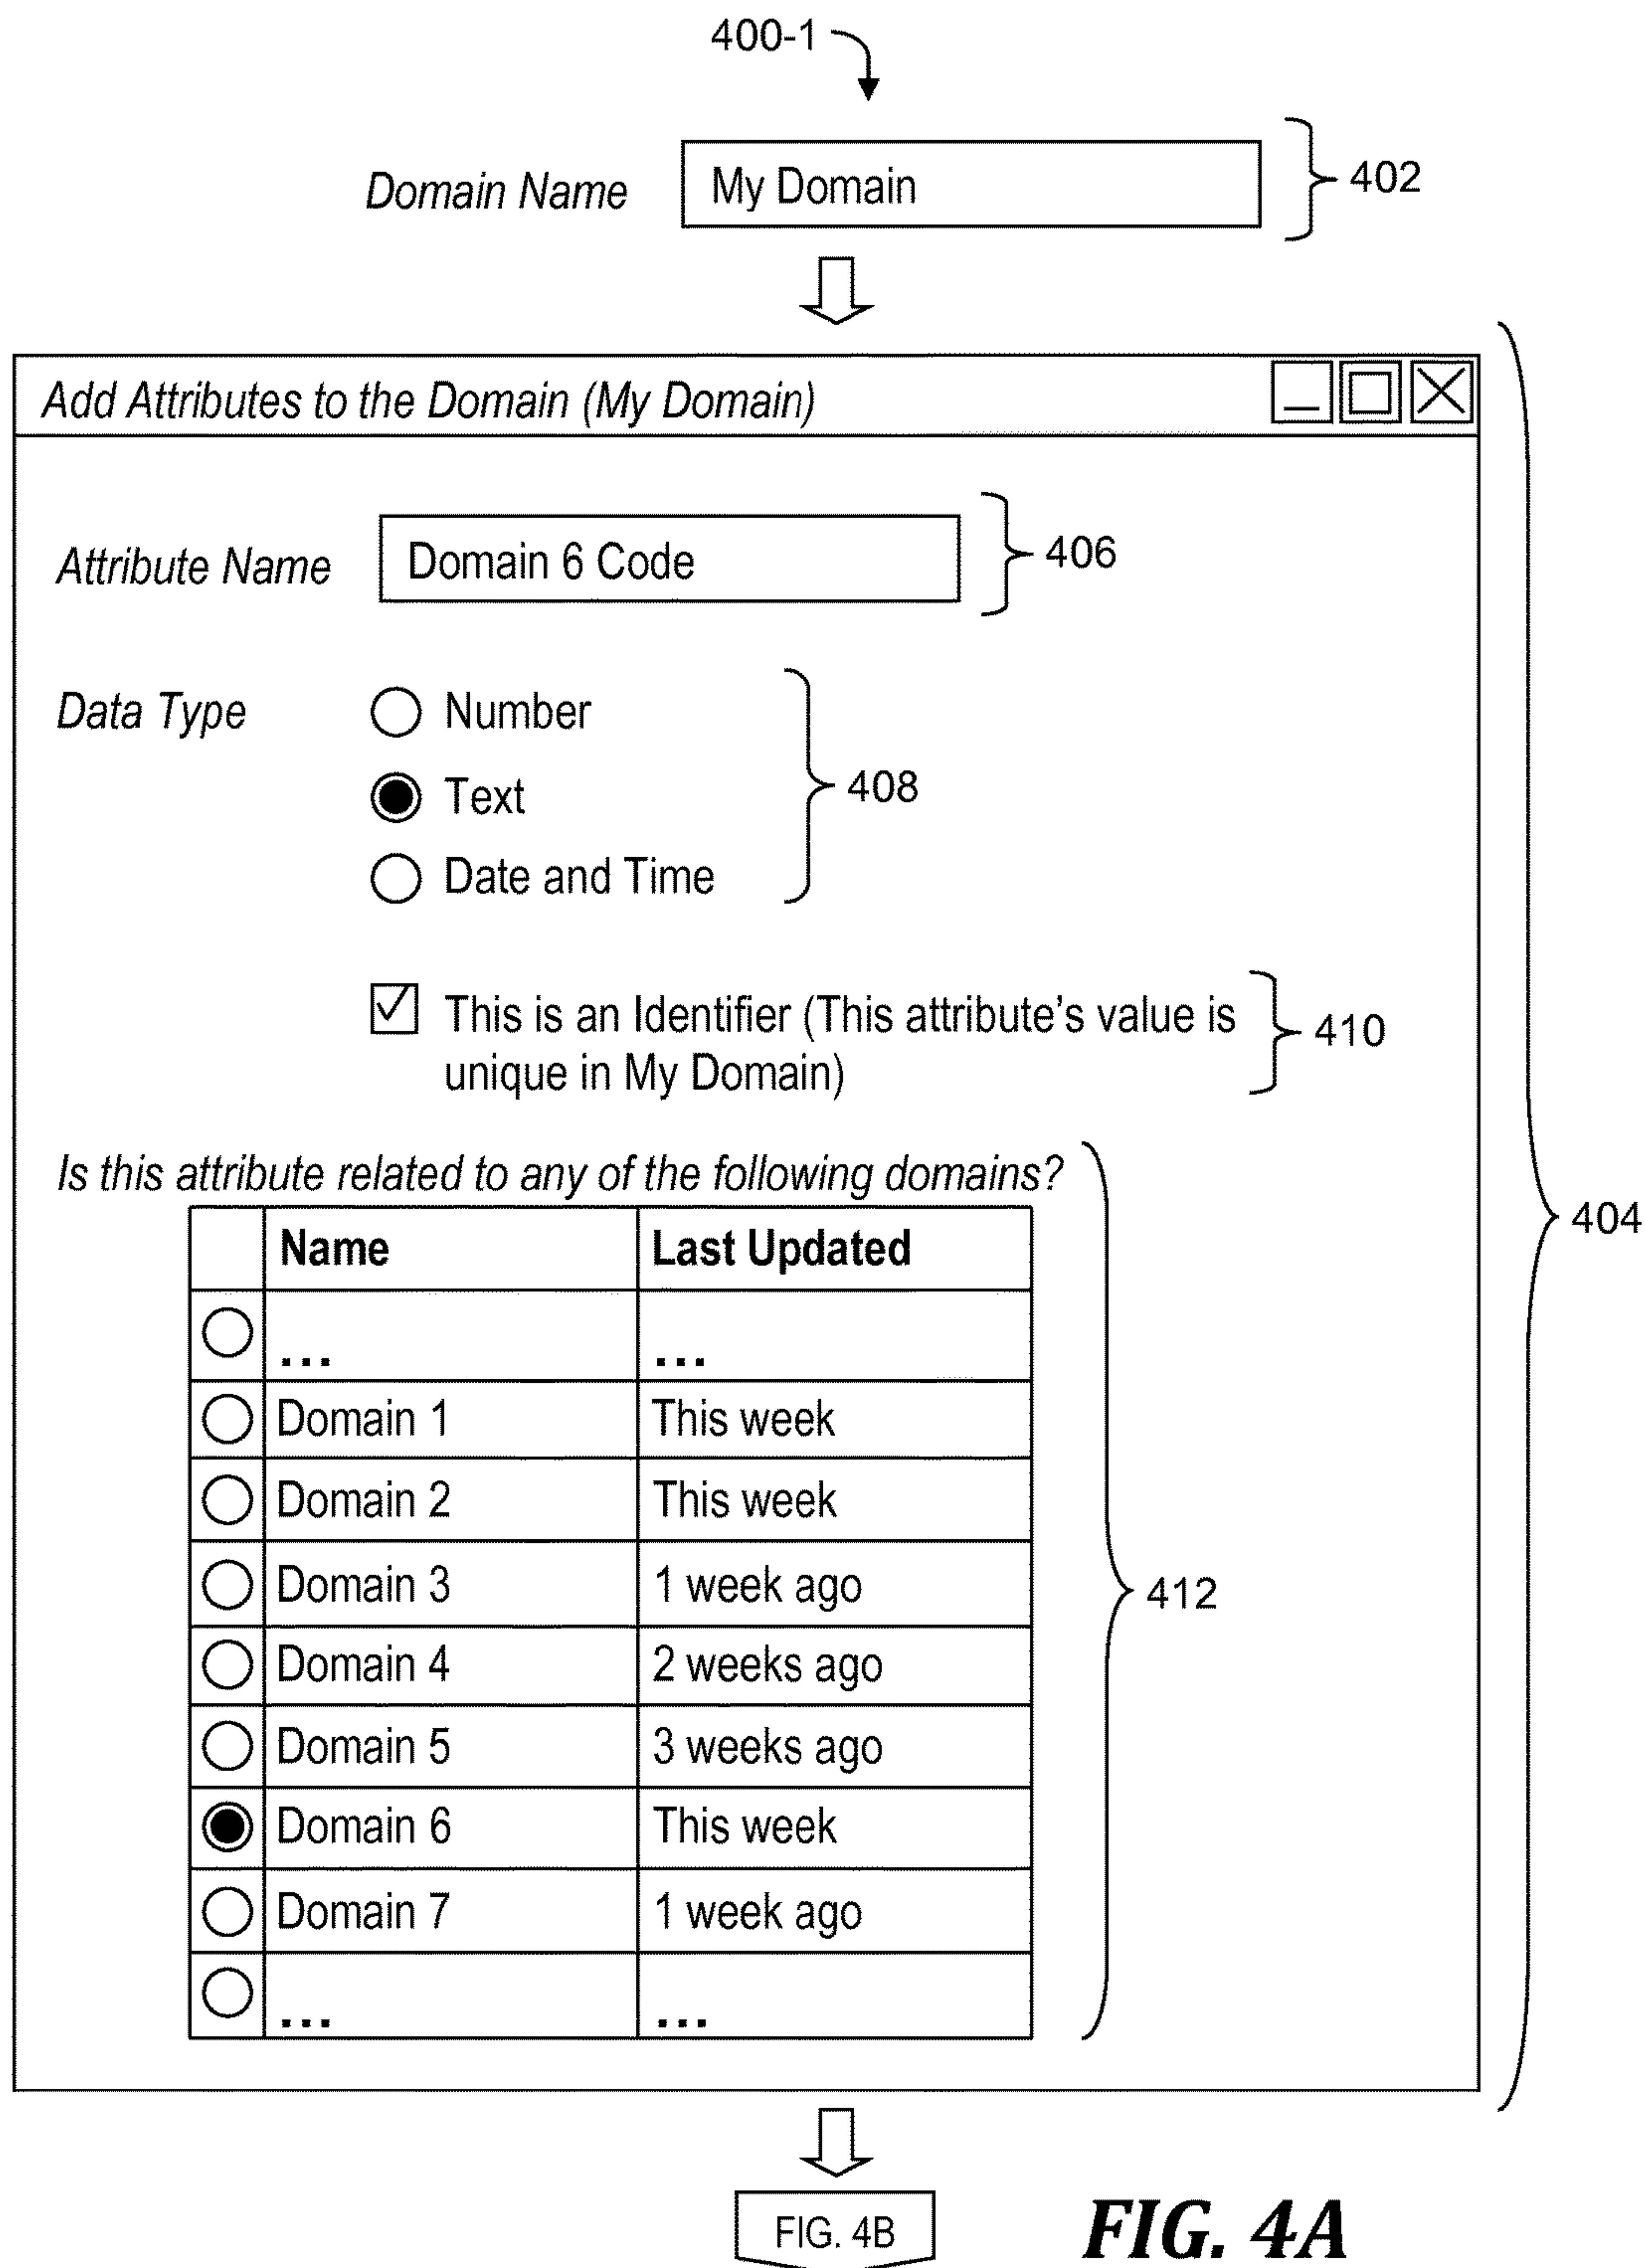 400-1
Domain Name My Domain 402
Add Attributes to the Domain (My Domain)
Attribute Name Domain 6 Code 406
Data Type Number
Text 408
Date and Time
This is an Identifier (This attribute's value is
unique in My Domain) 410
Is this attribute related to any of the following domains?
404
Name Last Updated
... ...
Domain 1 This week
Domain 2 This week
Domain 3 1 week ago
412
Domain 4 2 weeks ago
Domain 5 3 weeks ago
Domain 6 This week
Domain 7 1 week ago
... ...
FIG. 4B
FIG. 4A